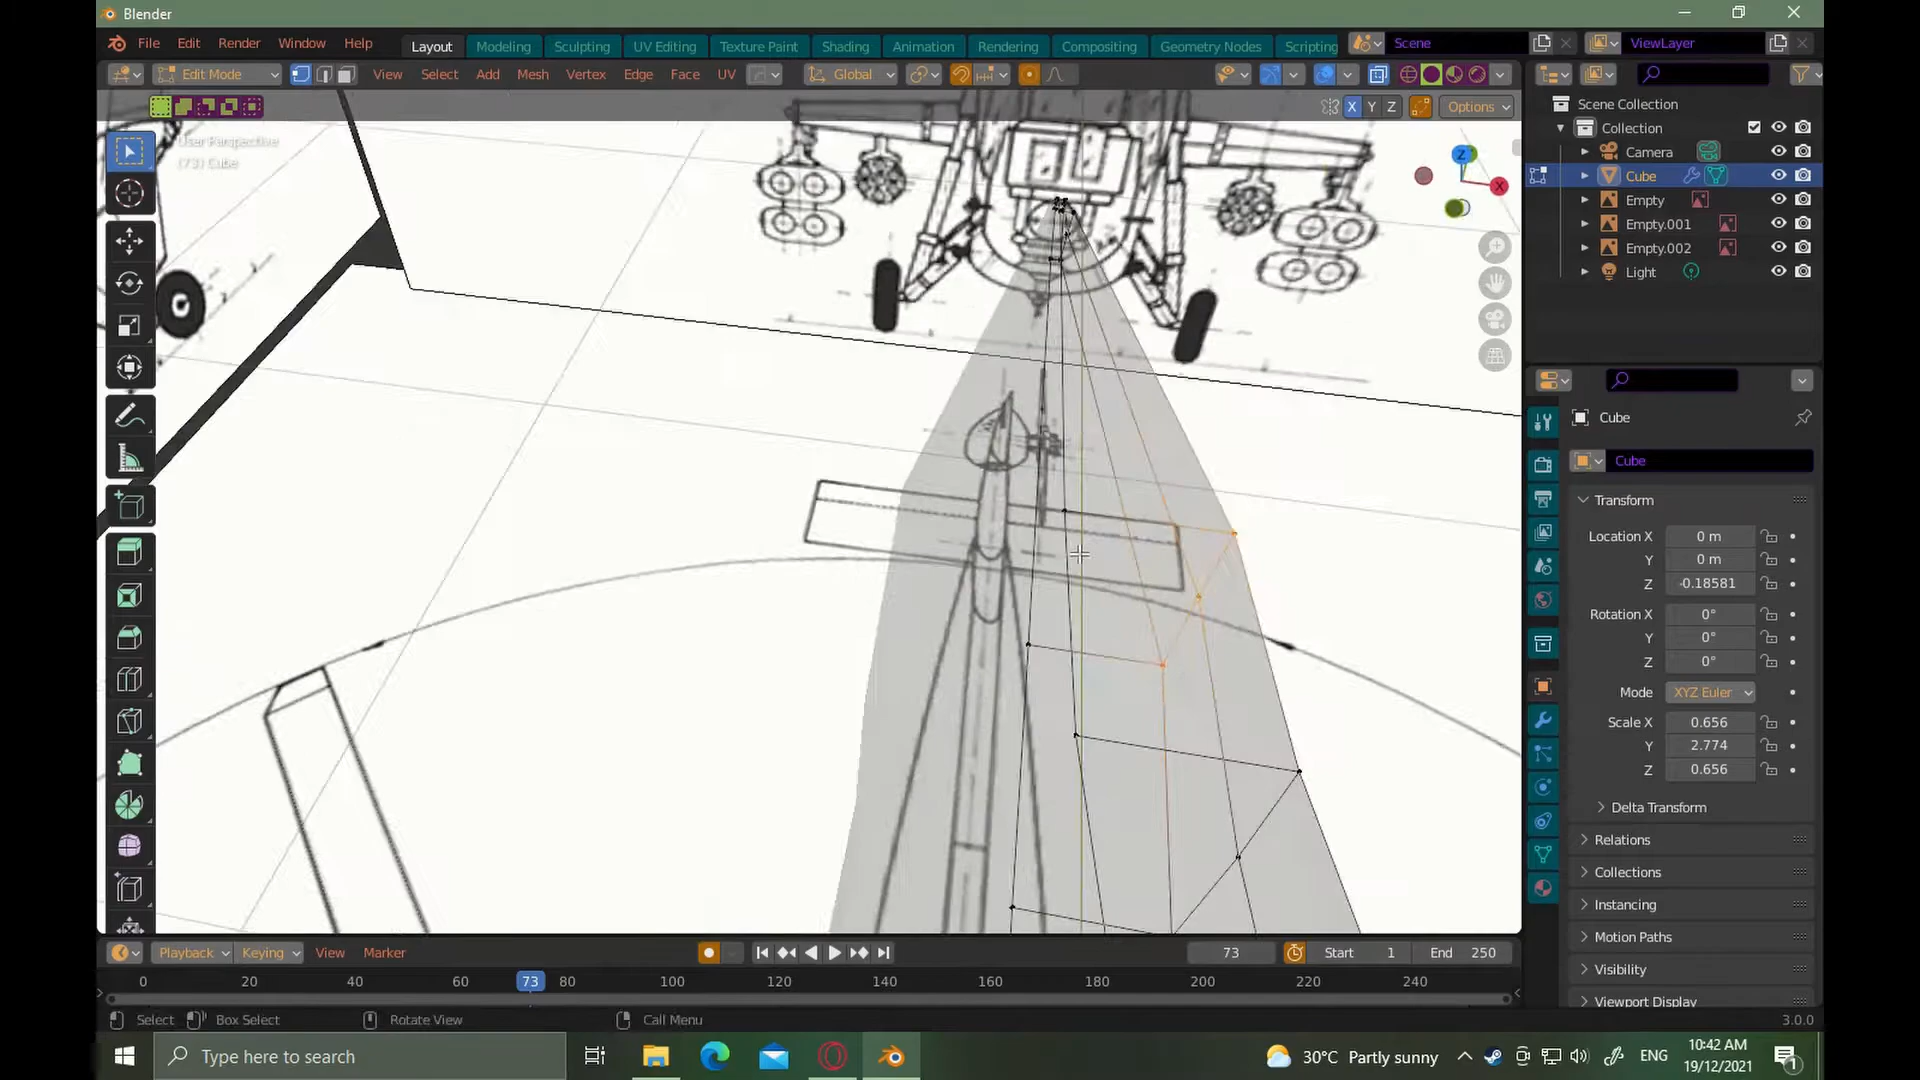 Blender
File Edit Render Window Help
Layout Modeling Sculpting UV Editing Texture Paint Shading Animation Rendering Compositing Geometry Nodes Scripting
Scene
ViewLayer
Edit Mode
View Select Add Mesh Vertex Edge Face UV
Global
X Y Z
Options
User Perspective
(73) Cube
Z
X
Scene Collection
Collection
Camera
Cube
Empty
Empty.001
Empty.002
Light
Cube
Cube
Transform
Location X 0 m
Y 0 m
Z -0.18581
Rotation X 0°
Y 0°
Z 0°
Mode XYZ Euler
Scale X 0.656
Y 2.774
Z 0.656
Delta Transform
Relations
Collections
Instancing
Motion Paths
Visibility
Viewport Display
Playback Keying View Marker
73
Start 1
End 250
0 20 40 60 73 80 100 120 140 160 180 200 220 240
Select Box Select Rotate View Call Menu
3.0.0
Type here to search
30°C Partly sunny
ENG
10:42 AM
19/12/2021
1